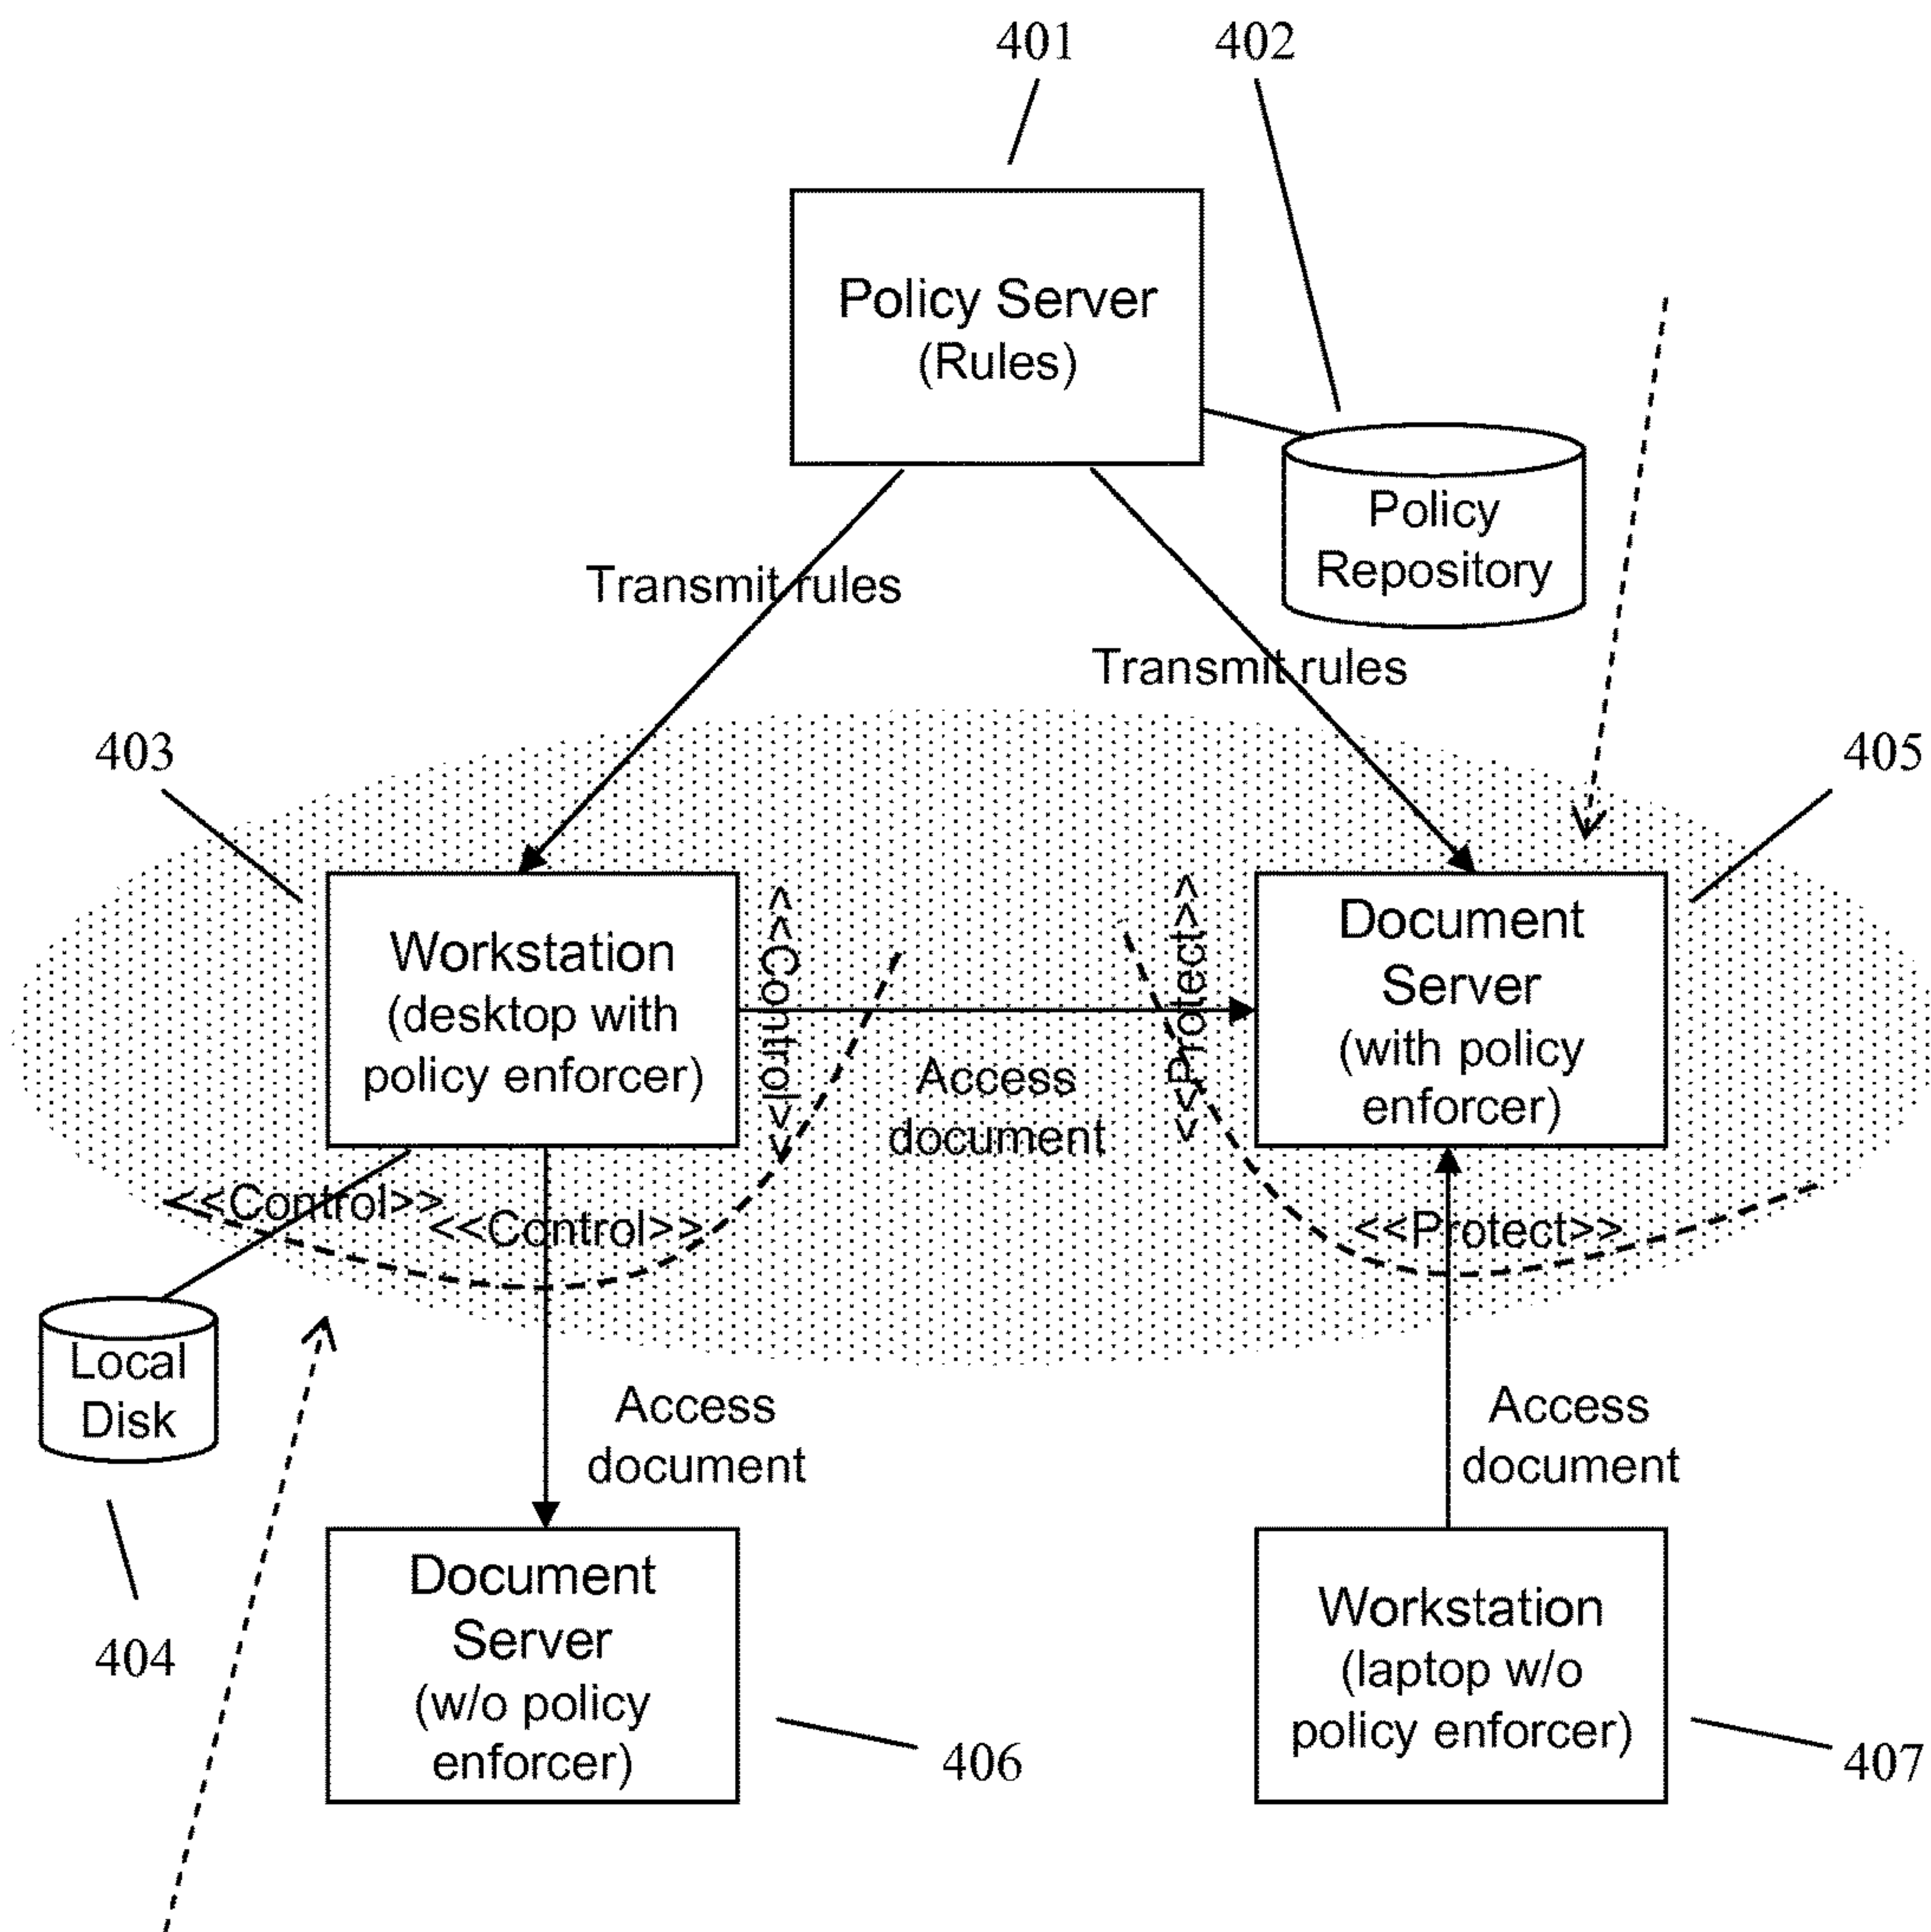 401
402
Policy Server
(Rules)
Policy
Repository
Transmit rules
Transmit rules
403
405
Workstation
(desktop with
policy enforcer)
<<Control>>
<<Protect>>
Document
Server
(with policy
enforcer)
Access
document
<<Control>>
<<Control>>
<<Protect>>
Local
Disk
Access
document
Access
document
404
Document
Server
(w/o policy
enforcer)
406
Workstation
(laptop w/o
policy enforcer)
407